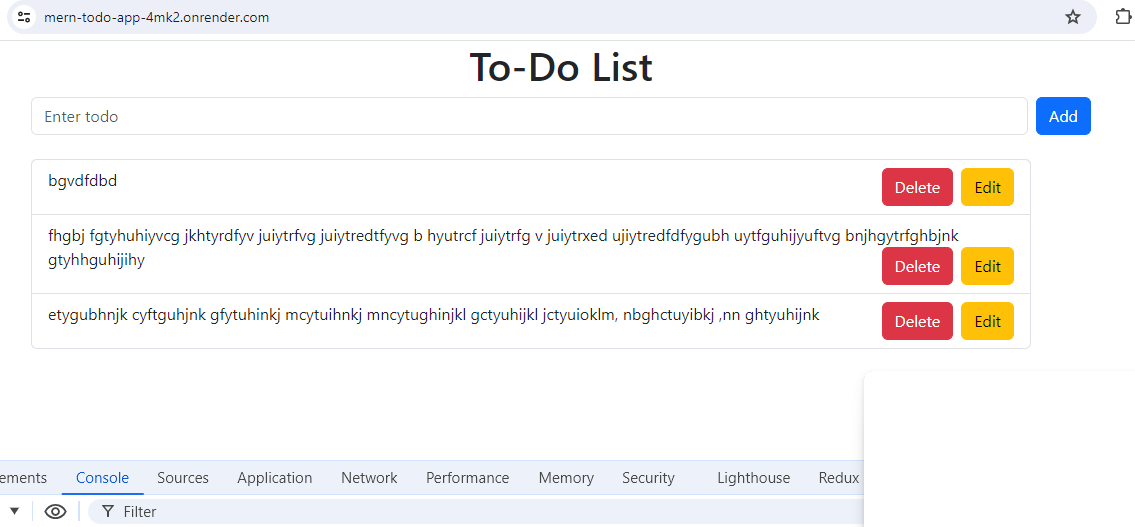 mern-todo-app-4mk2.onrender.com
To-Do List
Enter todo
Add
bgvdfdbd
Delete
Edit
fhgbj fgtyhuhiyvcg jkhtyrdfyv juiytrfvg juiytredtfyvg b hyutrcf juiytrfg v juiytrxed ujiytredfdfygubh uytfguhijyuftvg bnjhgytrfghbjnk
gtyhhguhijihy
Delete
Edit
etygubhnjk cyftguhjnk gfytuhinkj mcytuihnkj mncytughinjkl gctyuhijkl jctyuioklm, nbghctuyibkj ,nn ghtyuhijnk
Delete
Edit
ements Console Sources Application Network Performance Memory Security Lighthouse Redux
Filter